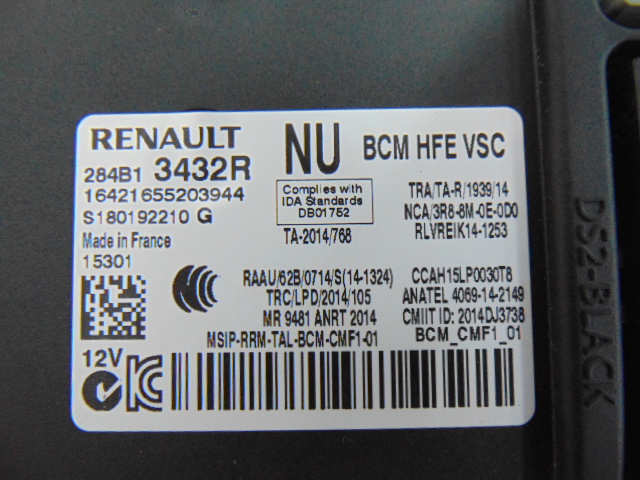 RENAULT
284B1 3432R
16421655203944
S180192210 G
Made in France
15301
NU
BCM HFE VSC
Complies with
IDA Standards
DB01752
TA-2014/768
TRA/TA-R/1939/14
NCA/3R8-8M-0E-0D0
RLVREIK14-1253
RAAU/62B/0714/S(14-1324)
TRC/LPD/2014/105
MR 9481 ANRT 2014
MSIP-RRM-TAL-BCM-CMF1-01
CCAH15LP0030T8
ANATEL 4069-14-2149
CMIIT ID: 2014DJ3738
BCM_CMF1_01
12V
DS2-BLACK